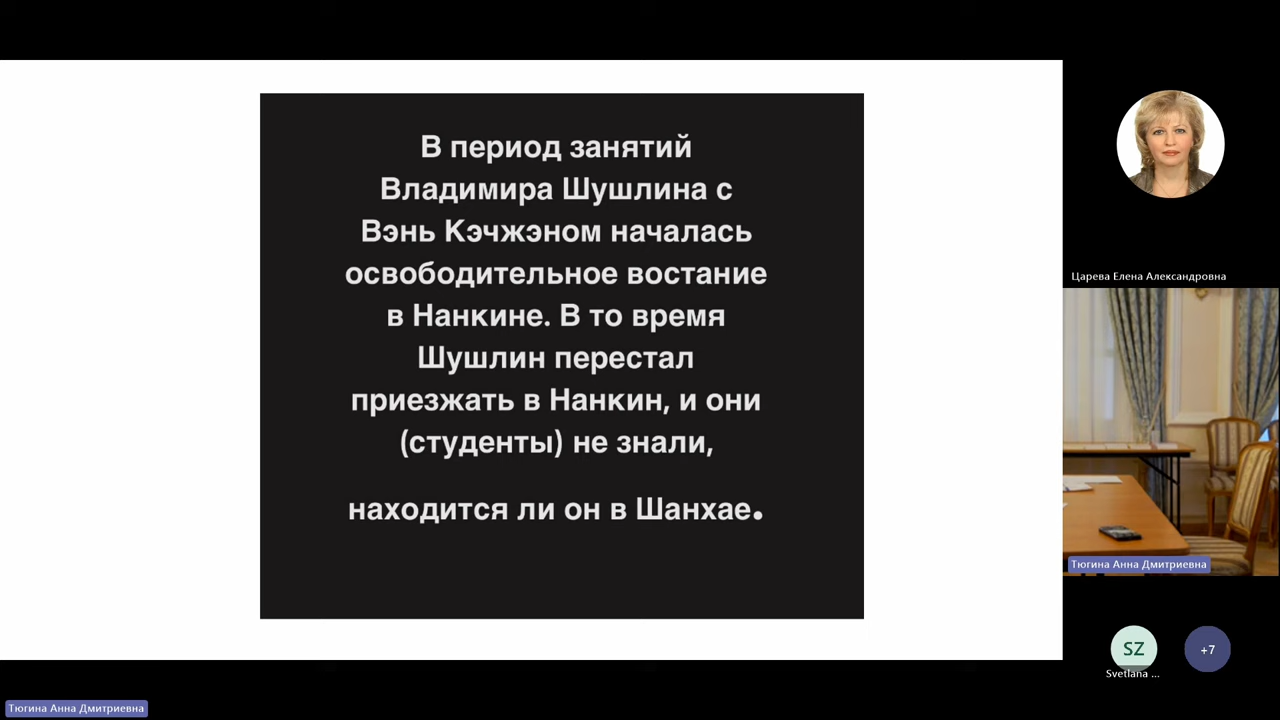 В период занятий
Владимира Шушлина с
Вэнь Кэчжэном началась
освободительное востание
в Нанкине. В то время
Шушлин перестал
приезжать в Нанкин, и они
(студенты) не знали,
находится ли он в Шанхае.
Царева Елена Александровна
Тюгина Анна Дмитриевна
SZ
Svetlana ...
+7
Тюгина Анна Дмитриевна